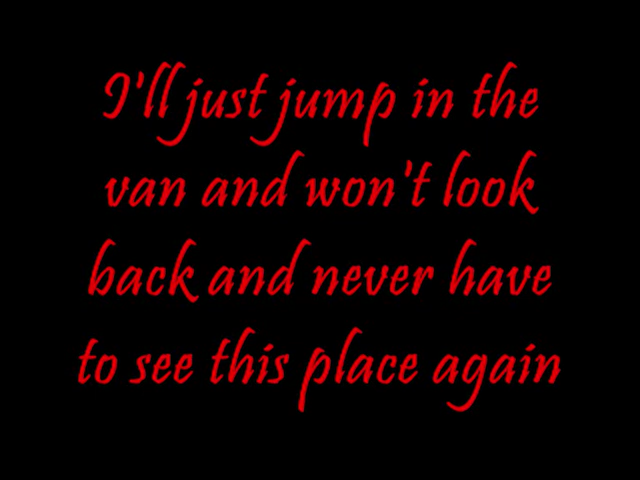 I'll just jump in the
van and won't look
back and never have
to see this place again